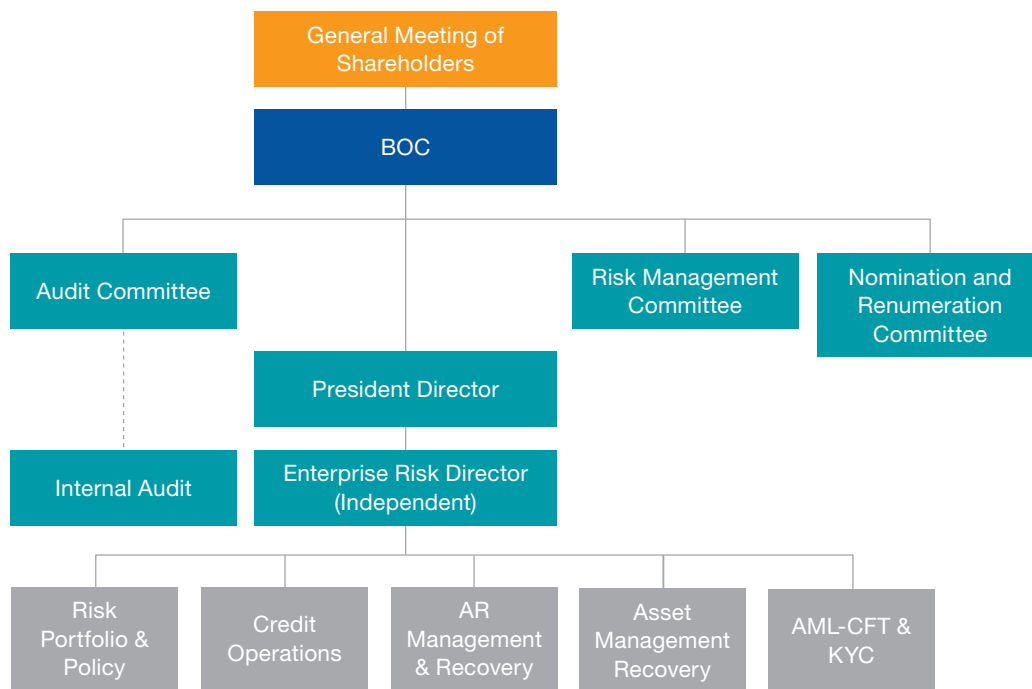 General Meeting of
Shareholders
BOC
Audit Committee
Risk Management
Committee
Nomination and
Renumeration
Committee
President Director
Internal Audit
Enterprise Risk Director
(Independent)
Risk
Portfolio &
Policy
Credit
Operations
AR
Management
& Recovery
Asset
Management
Recovery
AML-CFT &
KYC